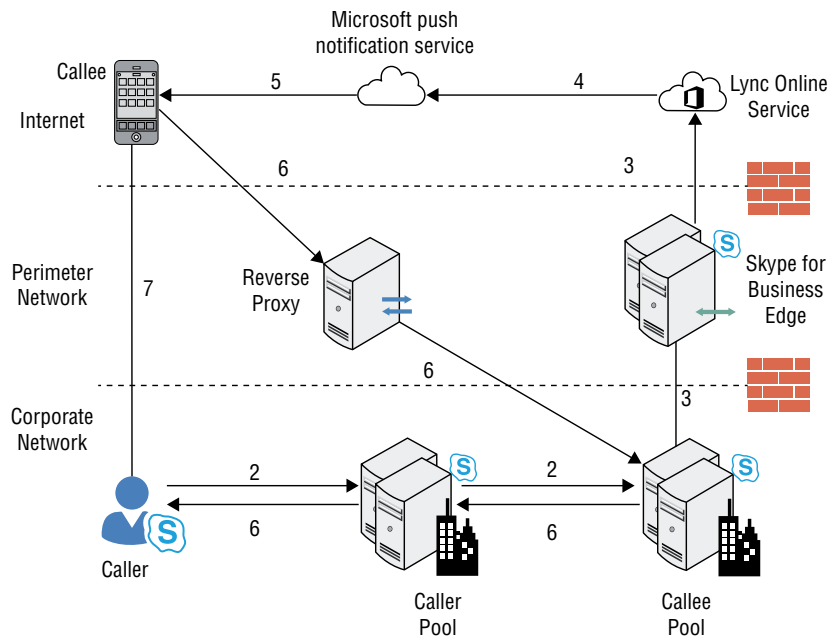 Microsoft push
notification service
Callee
5
4
Lync Online
Service
Internet
6
3
Perimeter
Network
7
Reverse
Proxy
S
Skype for
Business
Edge
6
3
Corporate
Network
2
S
2
S
6
6
S
Caller
Caller
Pool
Callee
Pool